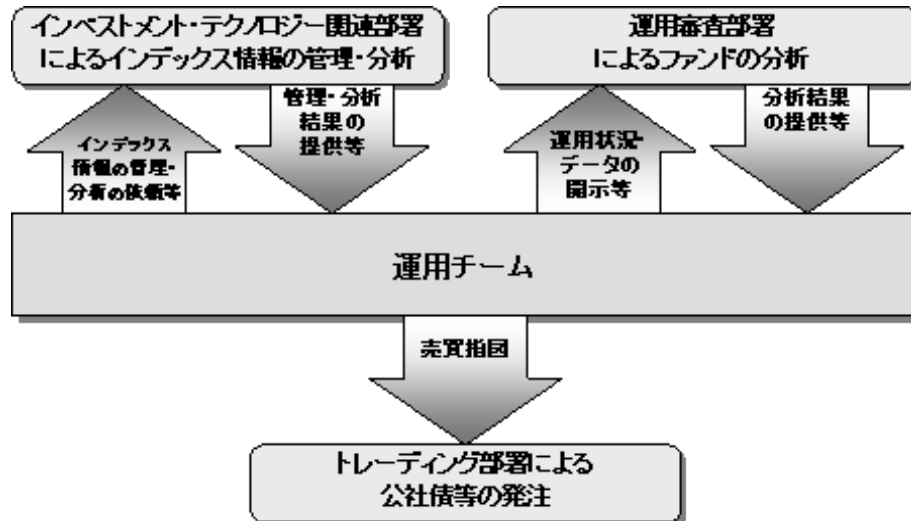 インベストメント・テクノロジー関連部署
によるインデックス情報の管理・分析
運用審査部署
によるファンドの分析
インデックス
情報の管理・
分析の依頼等
管理・分析
結果の
提供等
運用状況・
データの
開示等
分析結果
の提供等
運用チーム
売買指図
トレーディング部署による
公社債等の発注